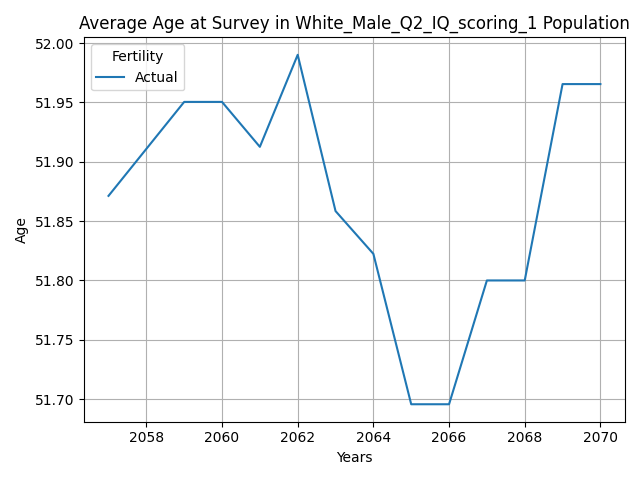 Average Age at Survey in White_Male_Q2_IQ_scoring_1 Population
Fertility
Actual
52.00
51.95
51.90
51.85
51.80
51.75
51.70
Age
2058 2060 2062 2064 2066 2068 2070
Years